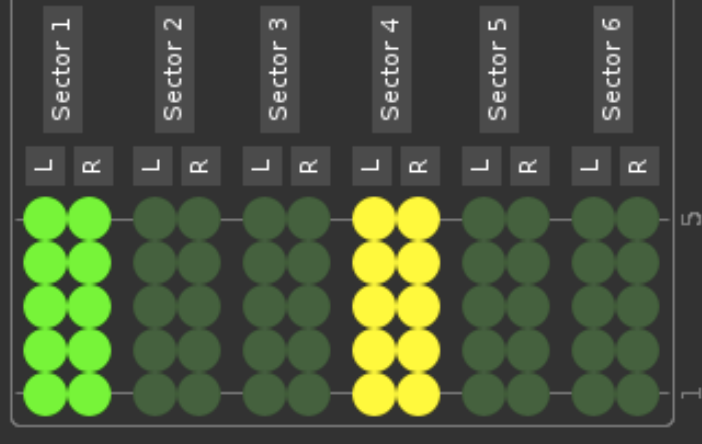 Sector 1
Sector 2
Sector 3
Sector 4
Sector 5
Sector 6
L R L R L R L R L R L R
5
1